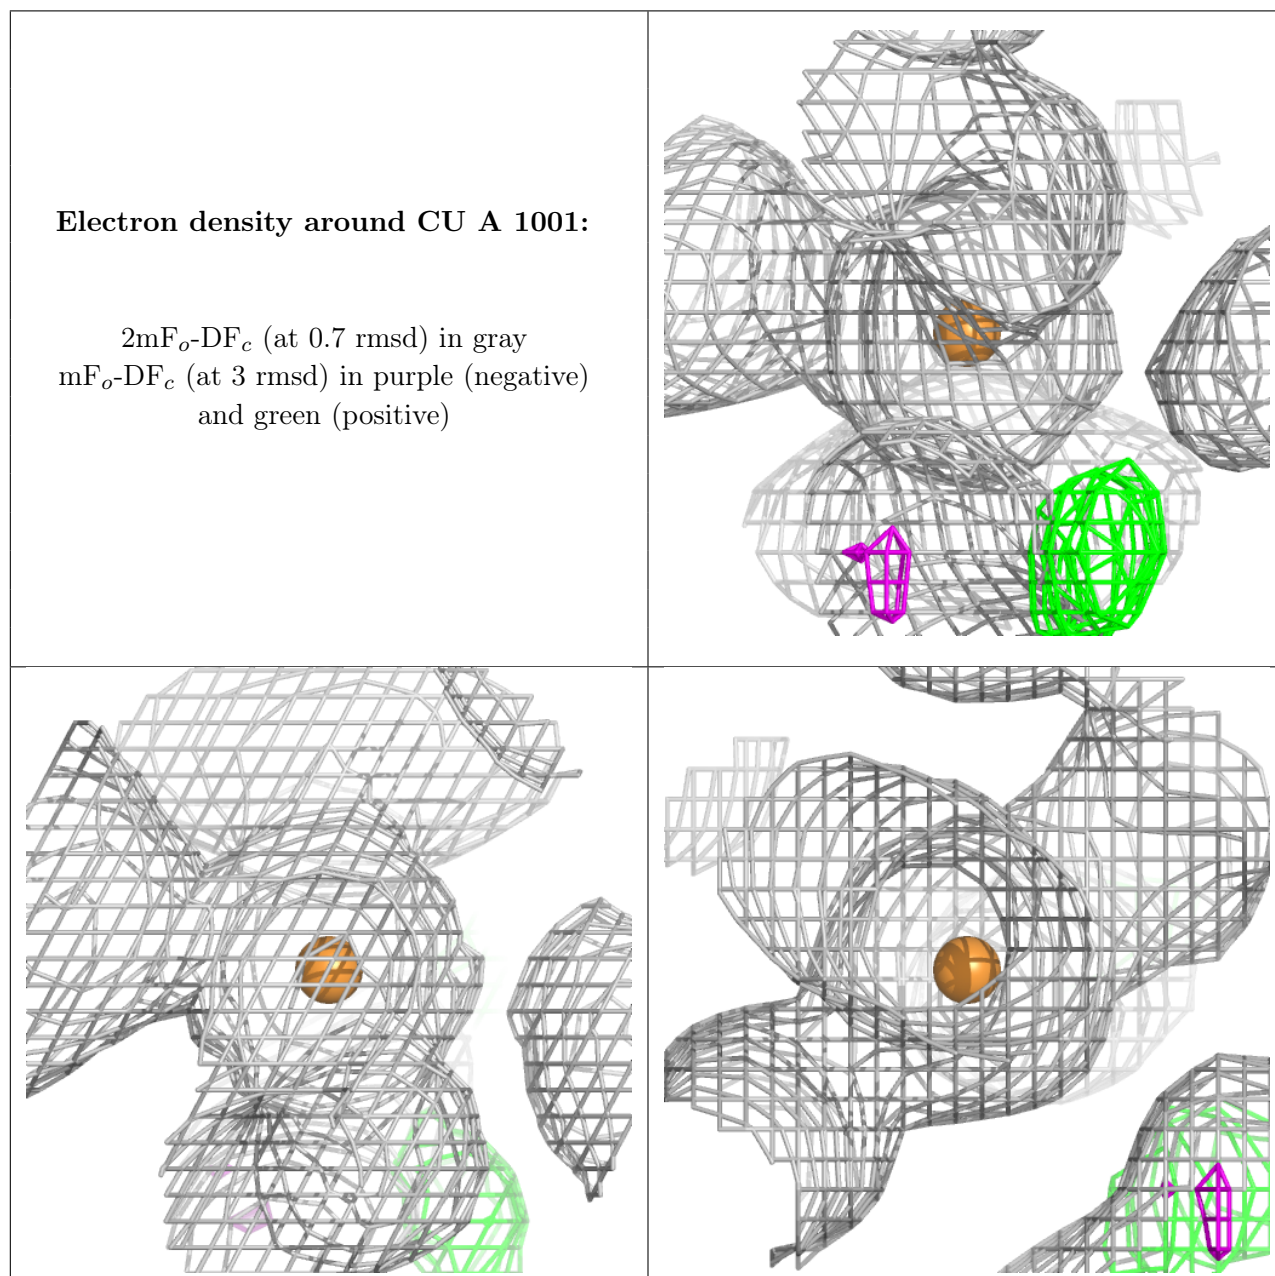 Electron density around CU A 1001:
2mFo-DFc (at 0.7 rmsd) in gray
mFo-DFc (at 3 rmsd) in purple (negative)
and green (positive)